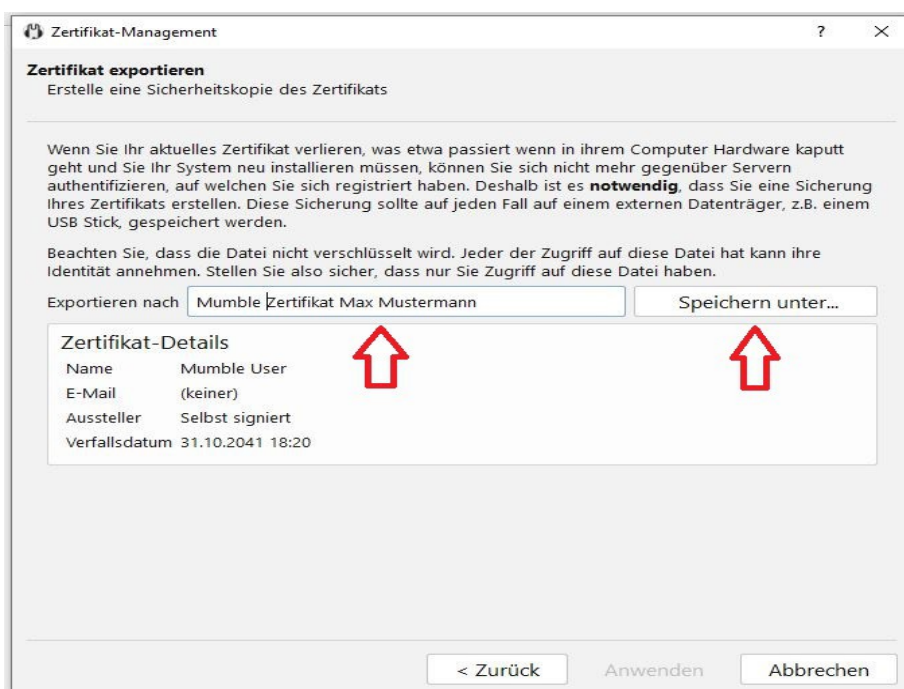 Zertifikat-Management
?
Zertifikat exportieren
Erstelle eine Sicherheitskopie des Zertifikats
Wenn Sie Ihr aktuelles Zertifikat verlieren, was etwa passiert wenn in ihrem Computer Hardware kaputt
geht und Sie Ihr System neu installieren müssen, können Sie sich nicht mehr gegenüber Servern
authentifizieren, auf welchen Sie sich registriert haben. Deshalb ist es notwendig, dass Sie eine Sicherung
Ihres Zertifikats erstellen. Diese Sicherung sollte auf jeden Fall auf einem externen Datenträger, z.B. einem
USB Stick, gespeichert werden.
Beachten Sie, dass die Datei nicht verschlüsselt wird. Jeder der Zugriff auf diese Datei hat kann ihre
Identität annehmen. Stellen Sie also sicher, dass nur Sie Zugriff auf diese Datei haben.
Exportieren nach Mumble Zertifikat Max Mustermann Speichern unter...
Zertifikat-Details
Name Mumble User
E-Mail (keiner)
Aussteller Selbst signiert
Verfallsdatum 31.10.2041 18:20
< Zurück Anwenden Abbrechen